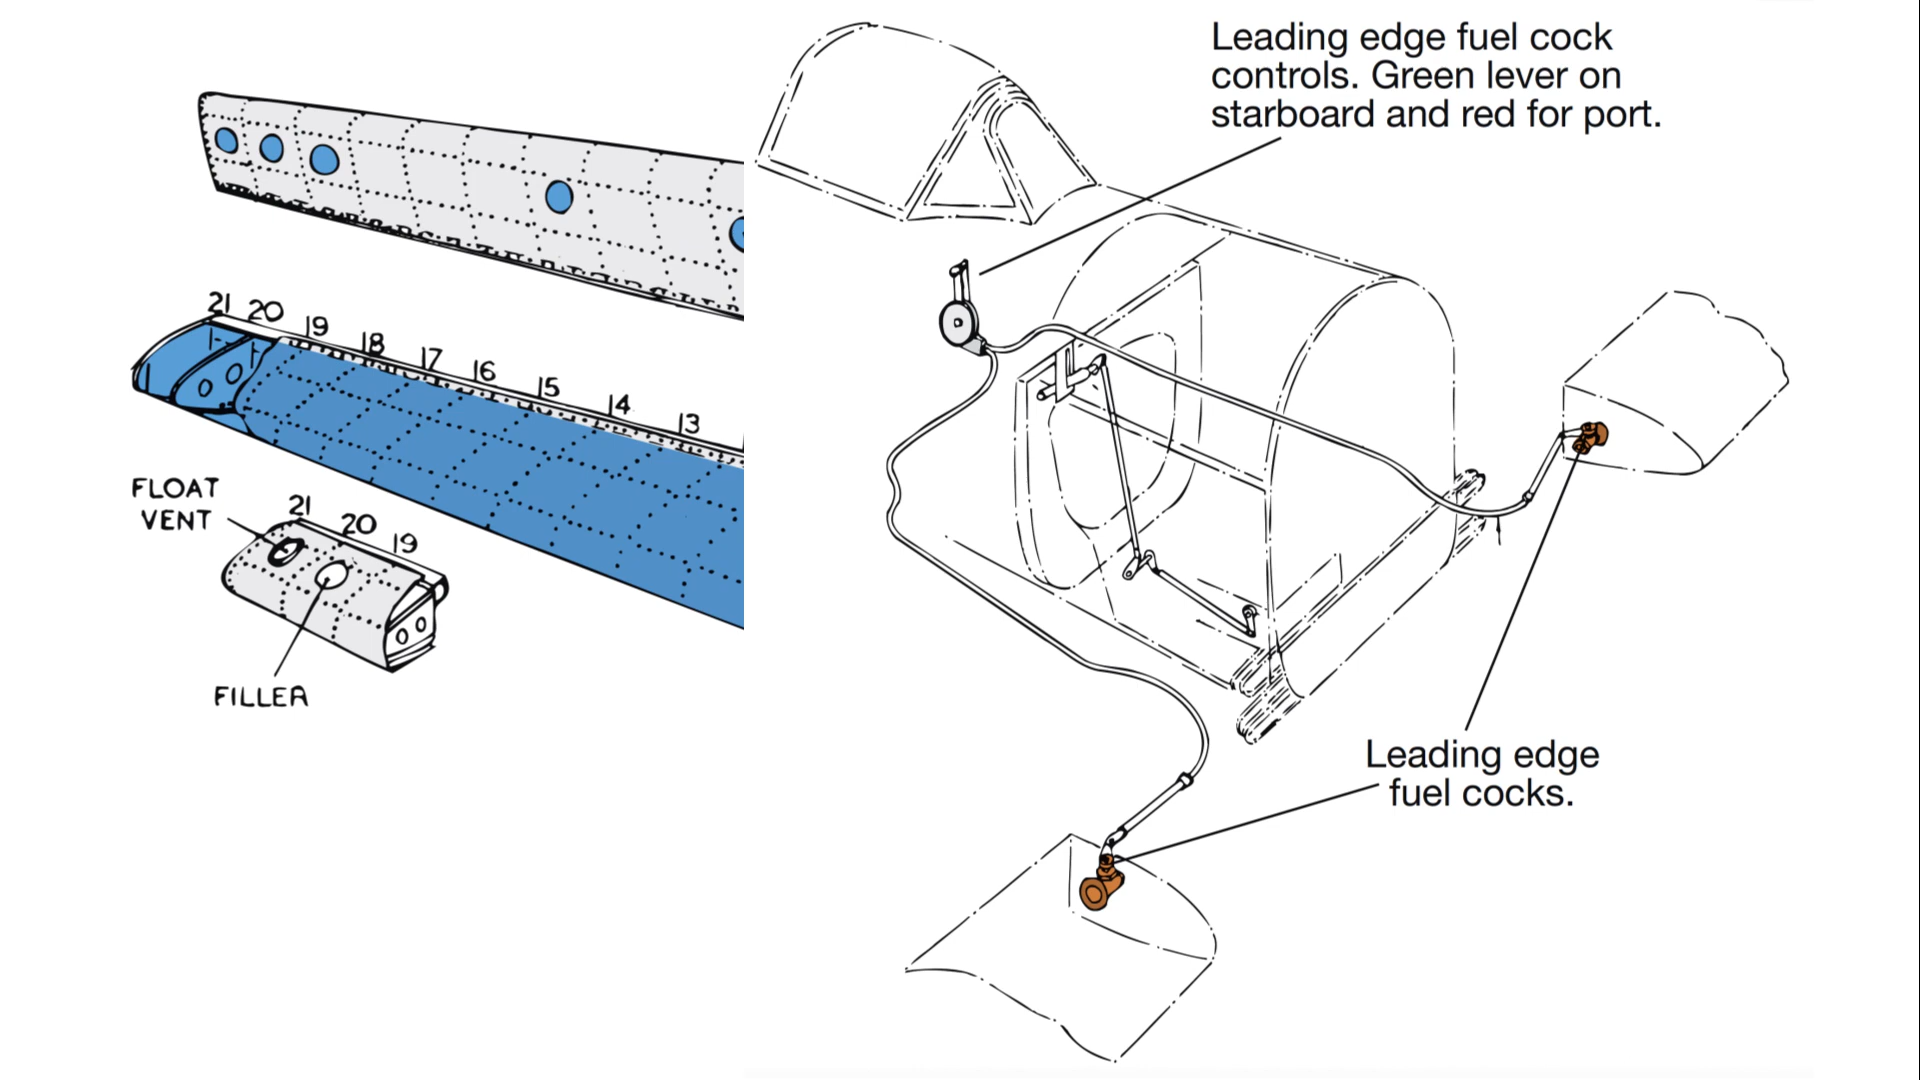 Leading edge fuel cock
controls. Green lever on
starboard and red for port.
21 20 19 18 17 16 15 14 13
FLOAT
VENT
21 20 19
FILLER
Leading edge
fuel cocks.